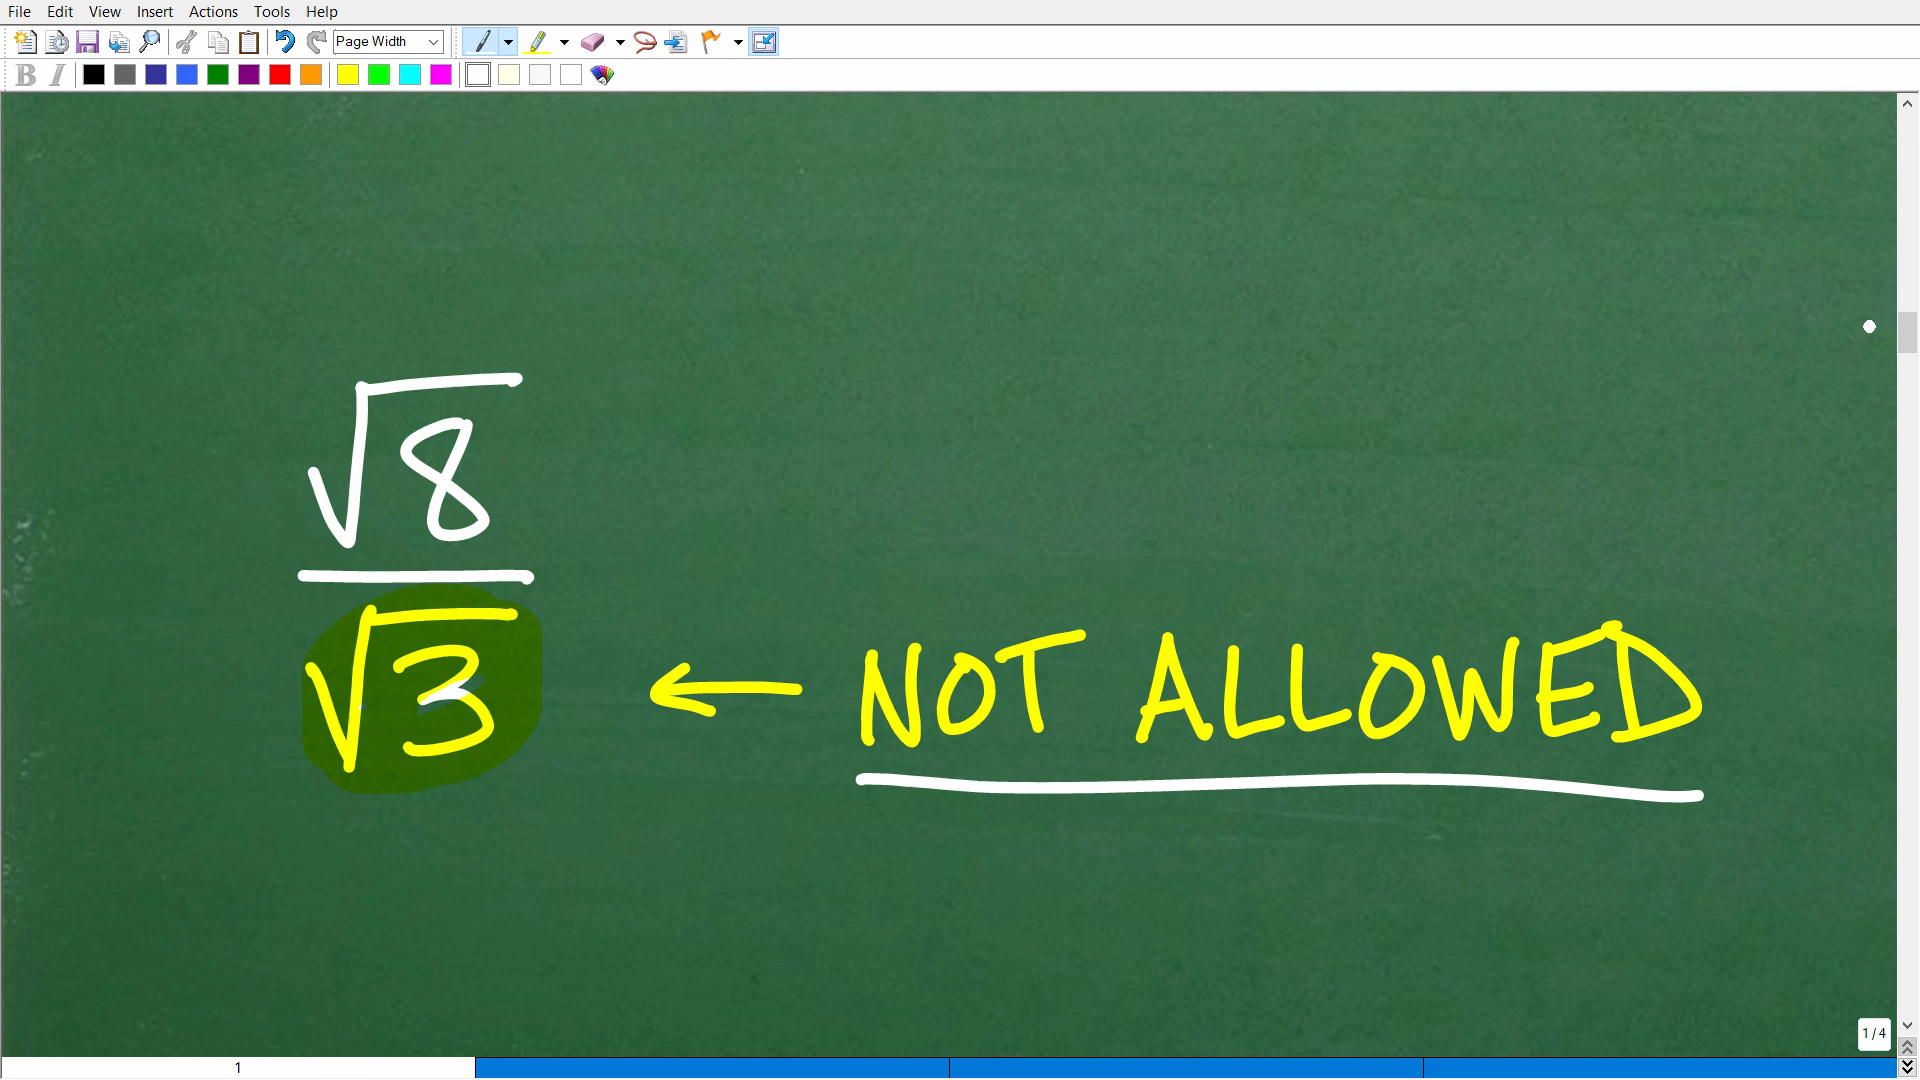 File Edit View Insert Actions Tools Help
Page Width
B I
√8
√3 ← NOT ALLOWED
1 / 4
1